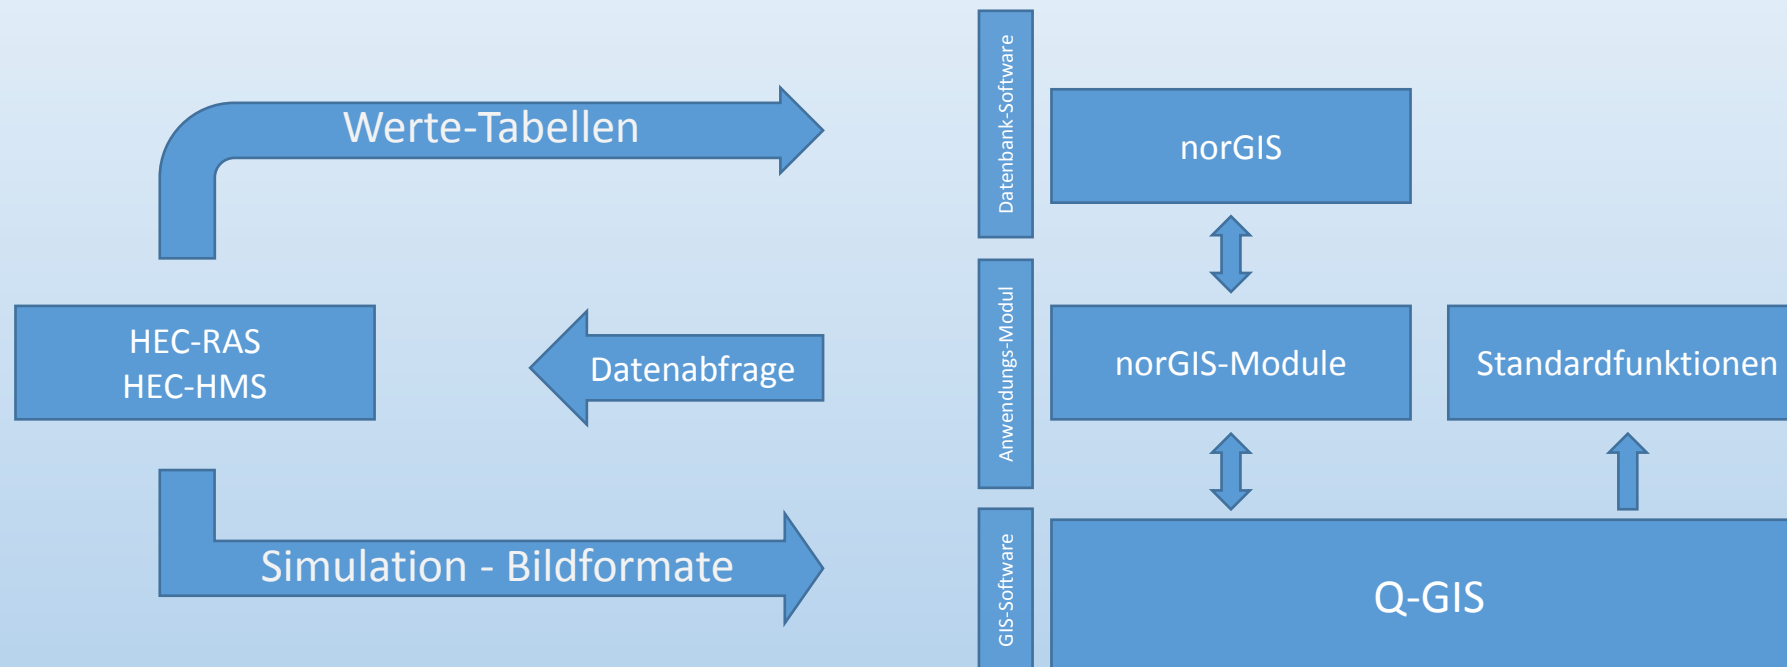 Werte-Tabellen
HEC-RAS
HEC-HMS
Datenabfrage
Simulation - Bildformate
Datenbank-Software
norGIS
Anwendungs-Modul
norGIS-Module
Standardfunktionen
GIS-Software
Q-GIS